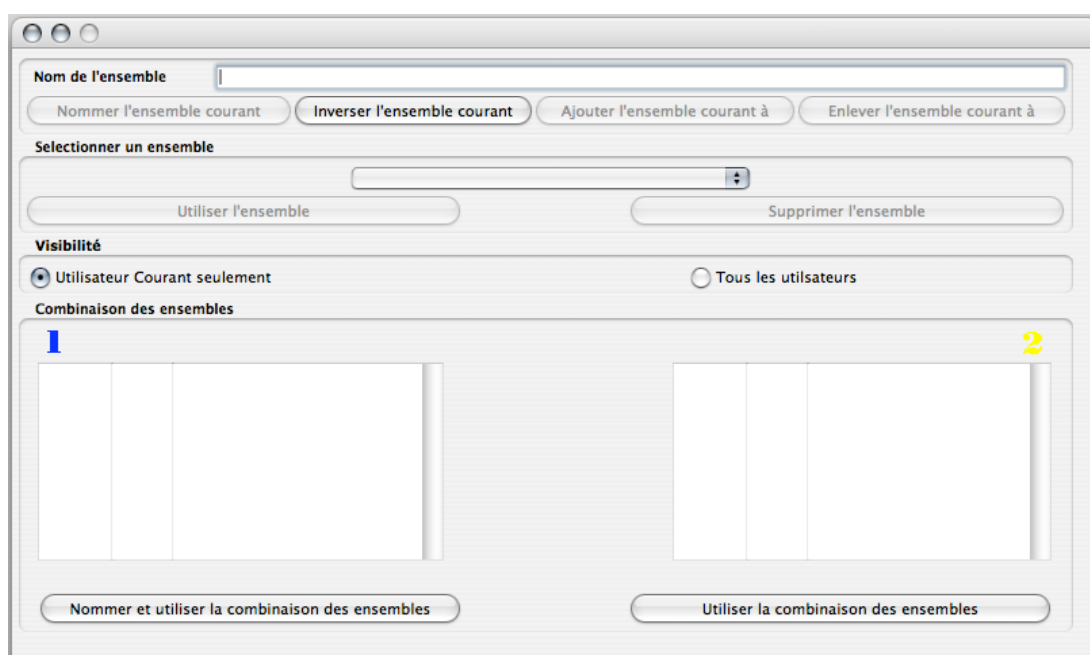 Nom de l'ensemble
Nommer l'ensemble courant Inverser l'ensemble courant Ajouter l'ensemble courant à Enlever l'ensemble courant à
Selectionner un ensemble
Utiliser l'ensemble Supprimer l'ensemble
Visibilité
Utilisateur Courant seulement Tous les utilsateurs
Combinaison des ensembles
1 2
Nommer et utiliser la combinaison des ensembles Utiliser la combinaison des ensembles